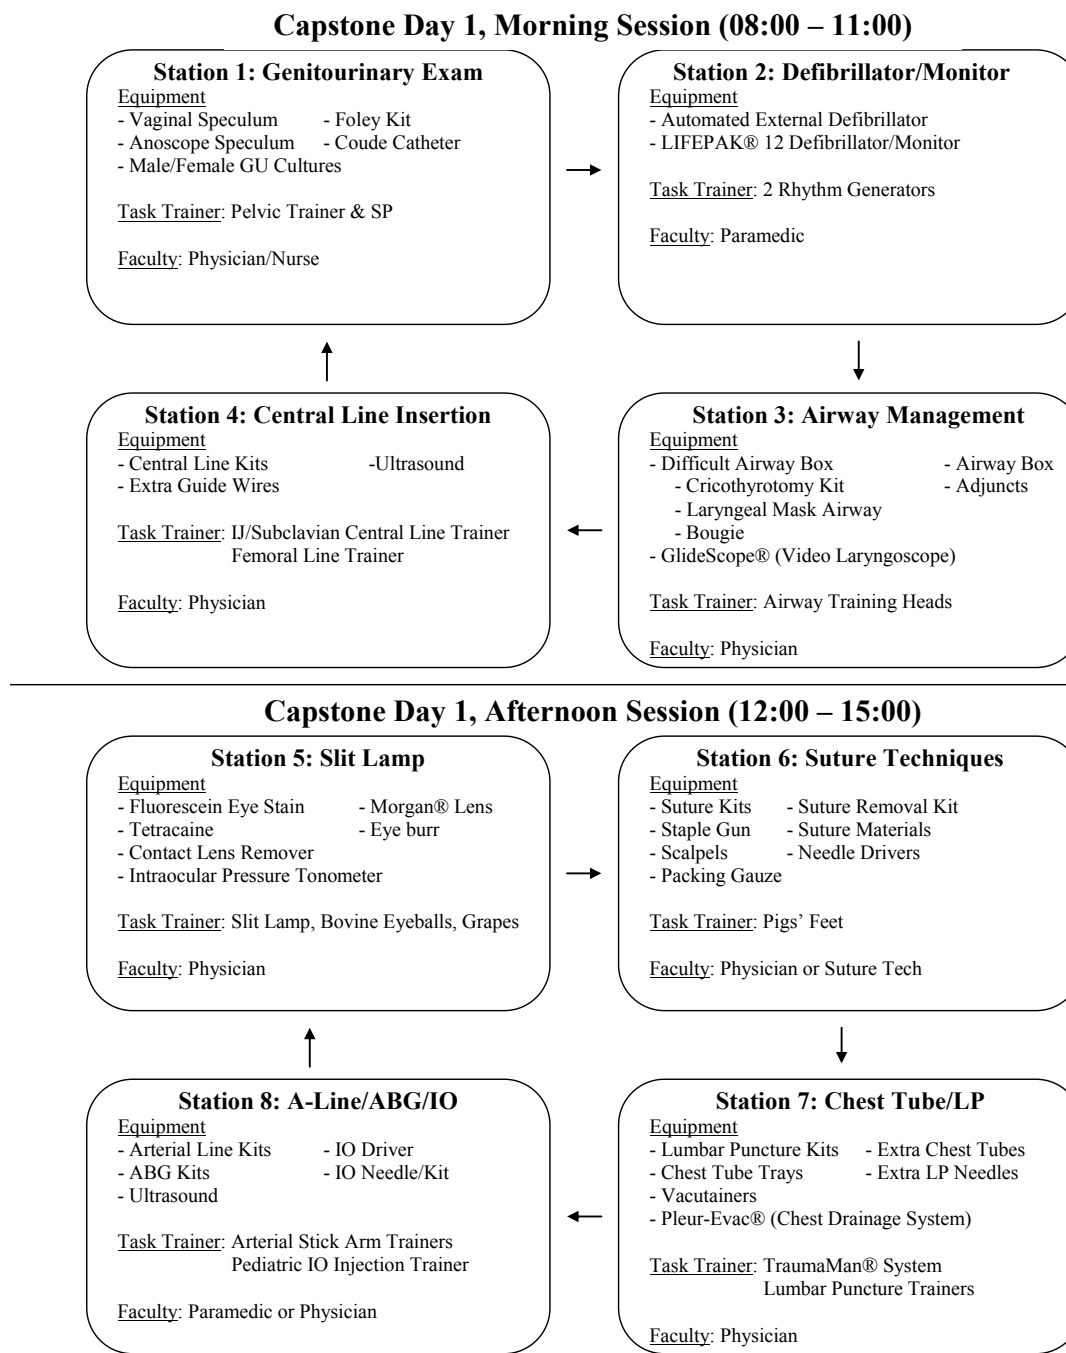 Capstone Day 1, Morning Session (08:00 – 11:00)
Station 1: Genitourinary Exam
Equipment
- Vaginal Speculum - Foley Kit
- Anoscope Speculum - Coude Catheter
- Male/Female GU Cultures
Task Trainer: Pelvic Trainer & SP
Faculty: Physician/Nurse
Station 2: Defibrillator/Monitor
Equipment
- Automated External Defibrillator
- LIFEPAK® 12 Defibrillator/Monitor
Task Trainer: 2 Rhythm Generators
Faculty: Paramedic
Station 4: Central Line Insertion
Equipment
- Central Line Kits -Ultrasound
- Extra Guide Wires
Task Trainer: IJ/Subclavian Central Line Trainer
Femoral Line Trainer
Faculty: Physician
Station 3: Airway Management
Equipment
- Difficult Airway Box - Airway Box
- Cricothyrotomy Kit - Adjuncts
- Laryngeal Mask Airway
- Bougie
- GlideScope® (Video Laryngoscope)
Task Trainer: Airway Training Heads
Faculty: Physician
Capstone Day 1, Afternoon Session (12:00 – 15:00)
Station 5: Slit Lamp
Equipment
- Fluorescein Eye Stain - Morgan® Lens
- Tetracaine - Eye burr
- Contact Lens Remover
- Intraocular Pressure Tonometer
Task Trainer: Slit Lamp, Bovine Eyeballs, Grapes
Faculty: Physician
Station 6: Suture Techniques
Equipment
- Suture Kits - Suture Removal Kit
- Staple Gun - Suture Materials
- Scalpels - Needle Drivers
- Packing Gauze
Task Trainer: Pigs' Feet
Faculty: Physician or Suture Tech
Station 8: A-Line/ABG/IO
Equipment
- Arterial Line Kits - IO Driver
- ABG Kits - IO Needle/Kit
- Ultrasound
Task Trainer: Arterial Stick Arm Trainers
Pediatric IO Injection Trainer
Faculty: Paramedic or Physician
Station 7: Chest Tube/LP
Equipment
- Lumbar Puncture Kits - Extra Chest Tubes
- Chest Tube Trays - Extra LP Needles
- Vacutainers
- Pleur-Evac® (Chest Drainage System)
Task Trainer: TraumaMan® System
Lumbar Puncture Trainers
Faculty: Physician